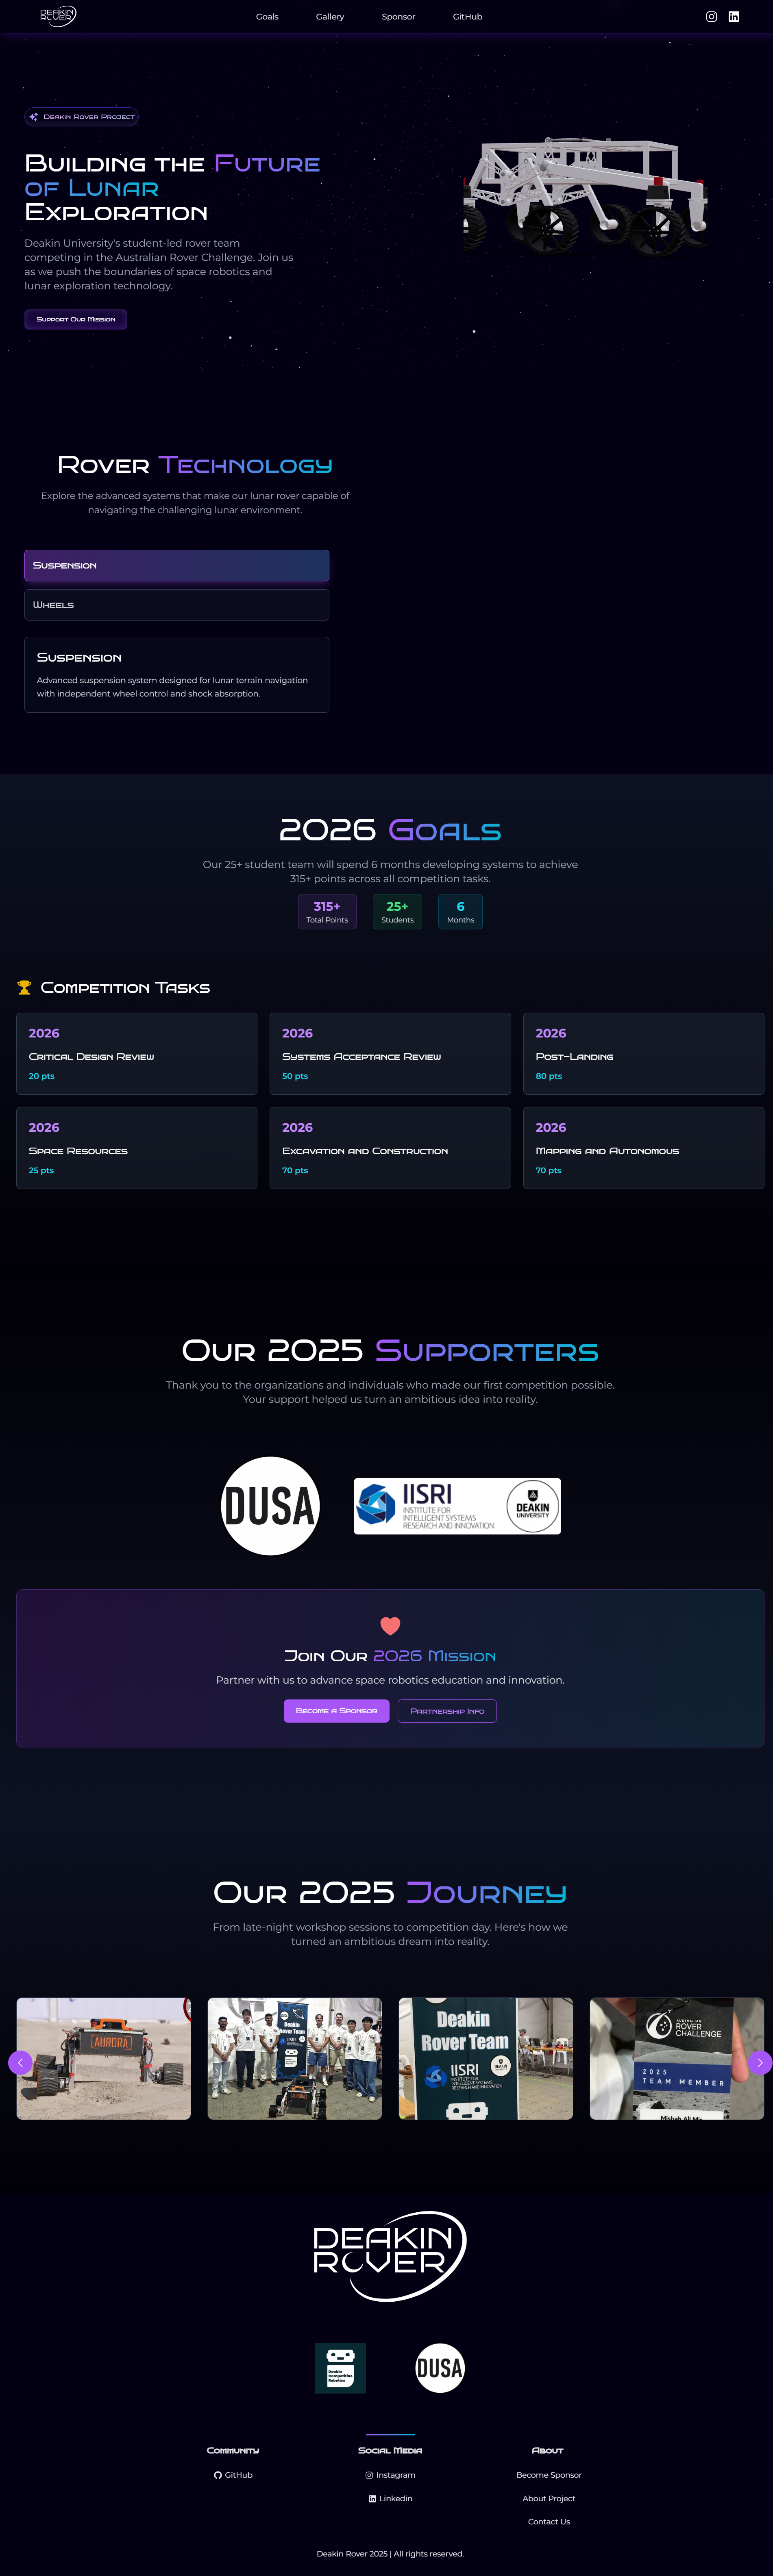 DEAKIN
ROVER
Goals
Gallery
Sponsor
GitHub
Deakin Rover Project
Building the Future
of Lunar
Exploration
Deakin University's student-led rover team
competing in the Australian Rover Challenge. Join us
as we push the boundaries of space robotics and
lunar exploration technology.
Support Our Mission
Rover Technology
Explore the advanced systems that make our lunar rover capable of
navigating the challenging lunar environment.
Suspension
Wheels
Suspension
Advanced suspension system designed for lunar terrain navigation
with independent wheel control and shock absorption.
2026 Goals
Our 25+ student team will spend 6 months developing systems to achieve
315+ points across all competition tasks.
315+
Total Points
25+
Students
6
Months
Competition Tasks
2026
Critical Design Review
20 pts
2026
Systems Acceptance Review
50 pts
2026
Post-Landing
80 pts
2026
Space Resources
25 pts
2026
Excavation and Construction
70 pts
2026
Mapping and Autonomous
70 pts
Our 2025 Supporters
Thank you to the organizations and individuals who made our first competition possible.
Your support helped us turn an ambitious idea into reality.
DUSA
IISRI
INSTITUTE FOR
INTELLIGENT SYSTEMS
RESEARCH AND INNOVATION
DEAKIN
UNIVERSITY
Join Our 2026 Mission
Partner with us to advance space robotics education and innovation.
Become a Sponsor
Partnership Info
Our 2025 Journey
From late-night workshop sessions to competition day. Here's how we
turned an ambitious dream into reality.
AURORA
Deakin
Rover Team
IISRI
Deakin
Rover Team
IISRI
INSTITUTE FOR
INTELLIGENT SYSTEMS
RESEARCH AND INNOVATION
DEAKIN
AUSTRALIAN
ROVER
CHALLENGE
2025
TEAM MEMBER
DEAKIN
ROVER
Deakin
Competitive
Robotics
DUSA
Community
GitHub
Social Media
Instagram
Linkedin
About
Become Sponsor
About Project
Contact Us
Deakin Rover 2025 | All rights reserved.